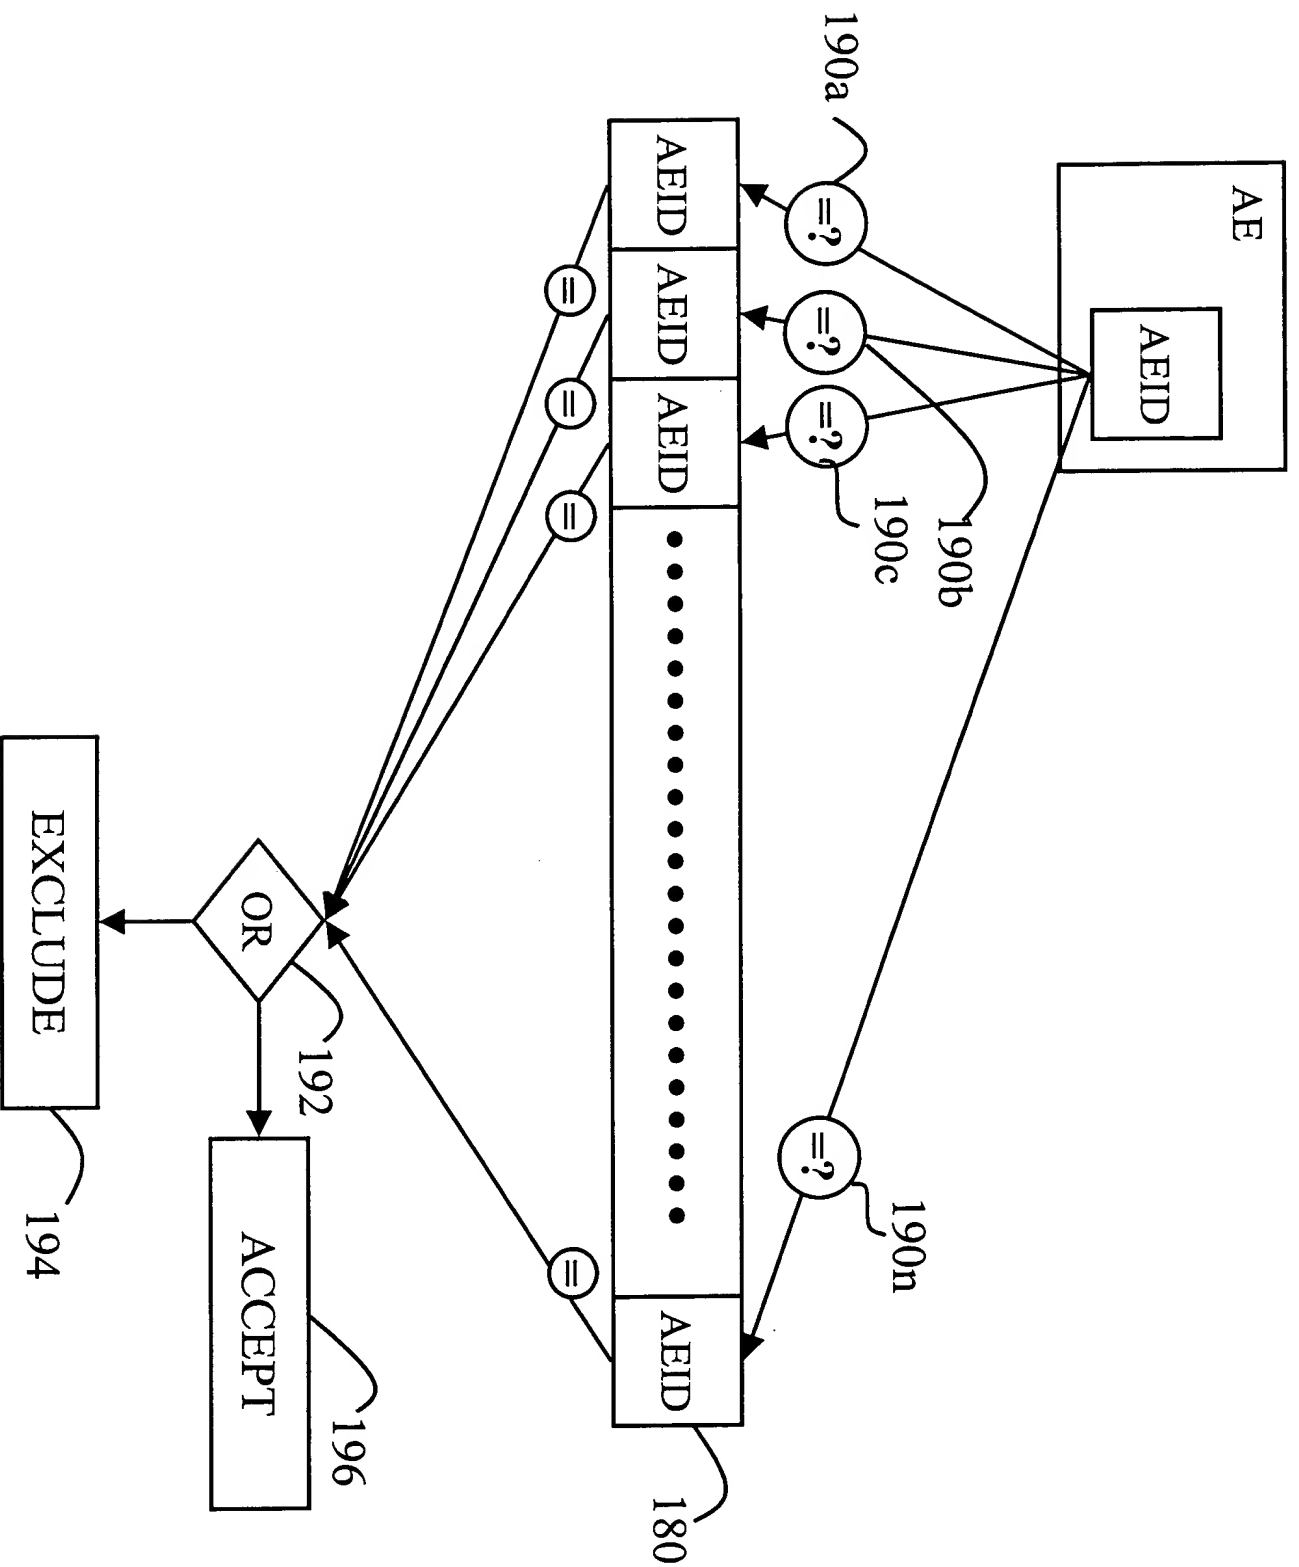 AE
AEID
190a
=?
=?
=?
190b
190c
=?
190n
AEID
AEID
AEID
AEID
180
=
=
=
=
OR
192
ACCEPT
196
EXCLUDE
194